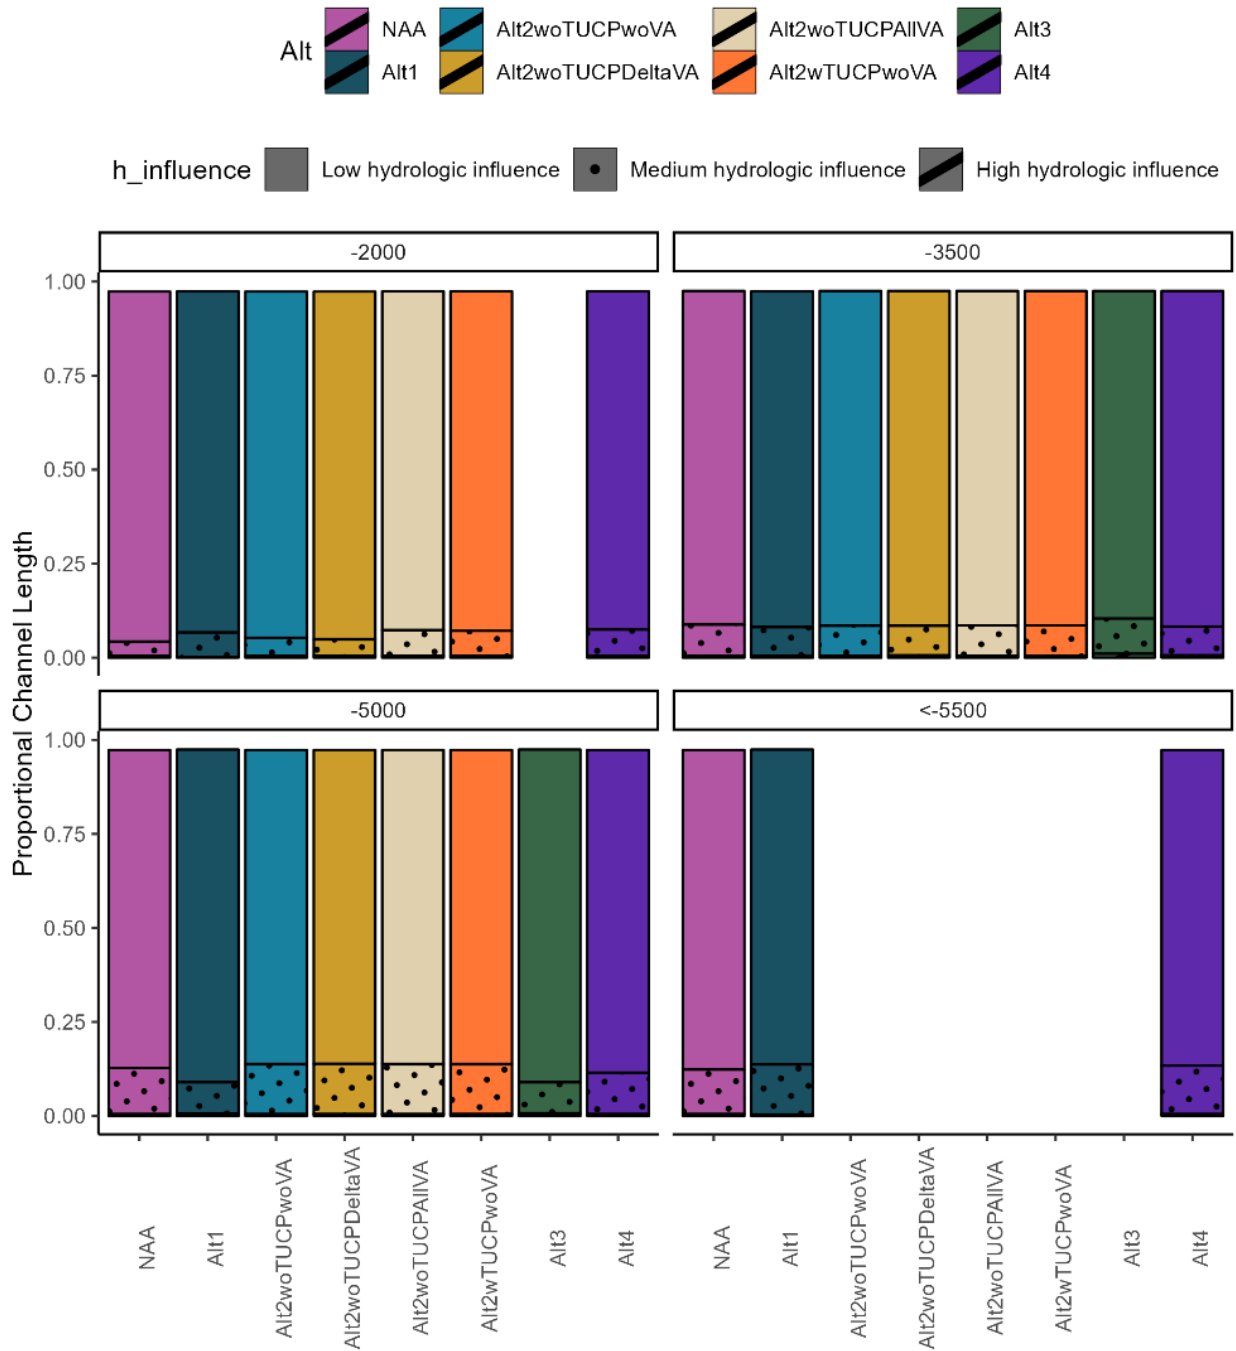 Alt
NAA
Alt2woTUCPwoVA
Alt2woTUCPAllVA
Alt3
Alt1
Alt2woTUCPDeltaVA
Alt2wTUCPwoVA
Alt4
h_influence
Low hydrologic influence
Medium hydrologic influence
High hydrologic influence
-2000
-3500
1.00
0.75
0.50
0.25
0.00
Proportional Channel Length
-5000
<-5500
1.00
0.75
0.50
0.25
0.00
NAA
Alt1
Alt2woTUCPwoVA
Alt2woTUCPDeltaVA
Alt2woTUCPAllVA
Alt2wTUCPwoVA
Alt3
Alt4
NAA
Alt1
Alt2woTUCPwoVA
Alt2woTUCPDeltaVA
Alt2woTUCPAllVA
Alt2wTUCPwoVA
Alt3
Alt4